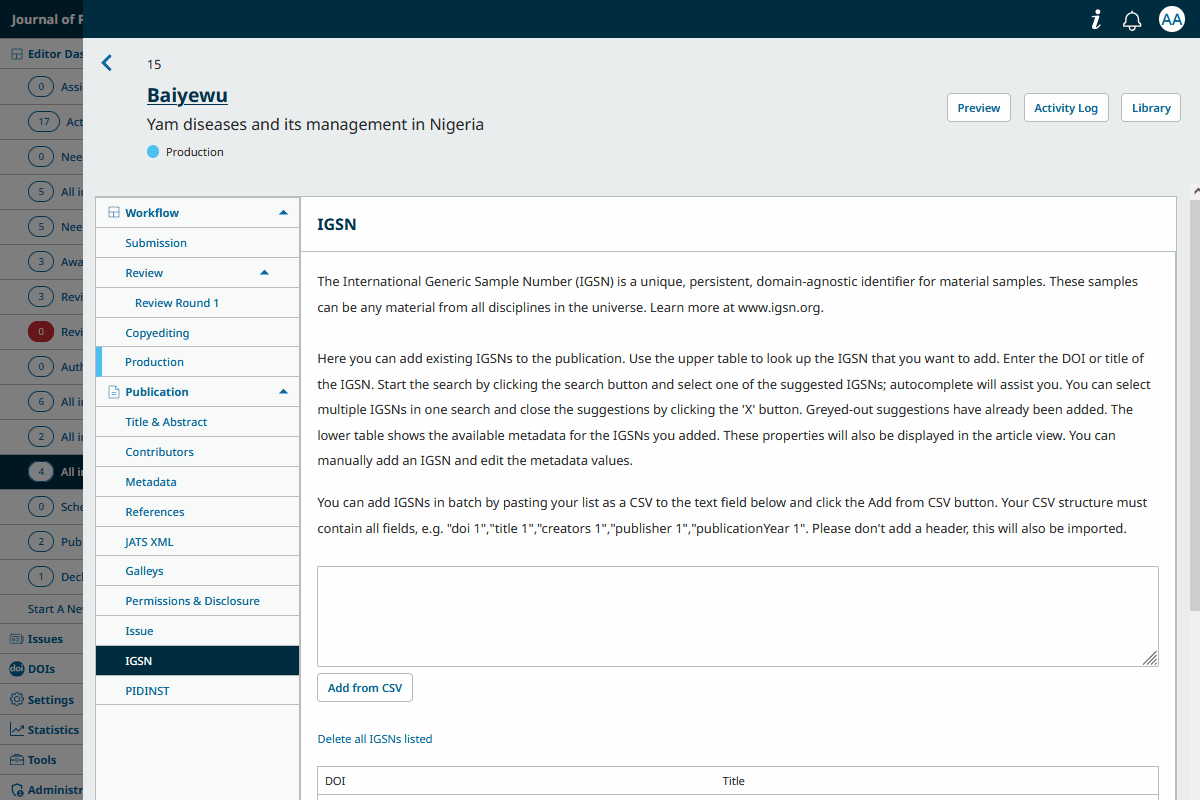 Journal of P
AA
Editor Das
0 Assi
17 Act
0 Nee
5 All in
5 Nee
3 Awa
3 Revi
0 Revi
0 Auth
6 All in
2 All in
4 All in
0 Sche
2 Pub
1 Decl
Start A Ne
Issues
doi DOIs
Settings
Statistics
Tools
Administr
15
Baiyewu
Yam diseases and its management in Nigeria
Production
Preview
Activity Log
Library
Workflow
Submission
Review
Review Round 1
Copyediting
Production
Publication
Title & Abstract
Contributors
Metadata
References
JATS XML
Galleys
Permissions & Disclosure
Issue
IGSN
PIDINST
IGSN
The International Generic Sample Number (IGSN) is a unique, persistent, domain-agnostic identifier for material samples. These samples
can be any material from all disciplines in the universe. Learn more at www.igsn.org.
Here you can add existing IGSNs to the publication. Use the upper table to look up the IGSN that you want to add. Enter the DOI or title of
the IGSN. Start the search by clicking the search button and select one of the suggested IGSNs; autocomplete will assist you. You can select
multiple IGSNs in one search and close the suggestions by clicking the 'X' button. Greyed-out suggestions have already been added. The
lower table shows the available metadata for the IGSNs you added. These properties will also be displayed in the article view. You can
manually add an IGSN and edit the metadata values.
You can add IGSNs in batch by pasting your list as a CSV to the text field below and click the Add from CSV button. Your CSV structure must
contain all fields, e.g. "doi 1","title 1","creators 1","publisher 1","publicationYear 1". Please don't add a header, this will also be imported.
Add from CSV
Delete all IGSNs listed
DOI Title